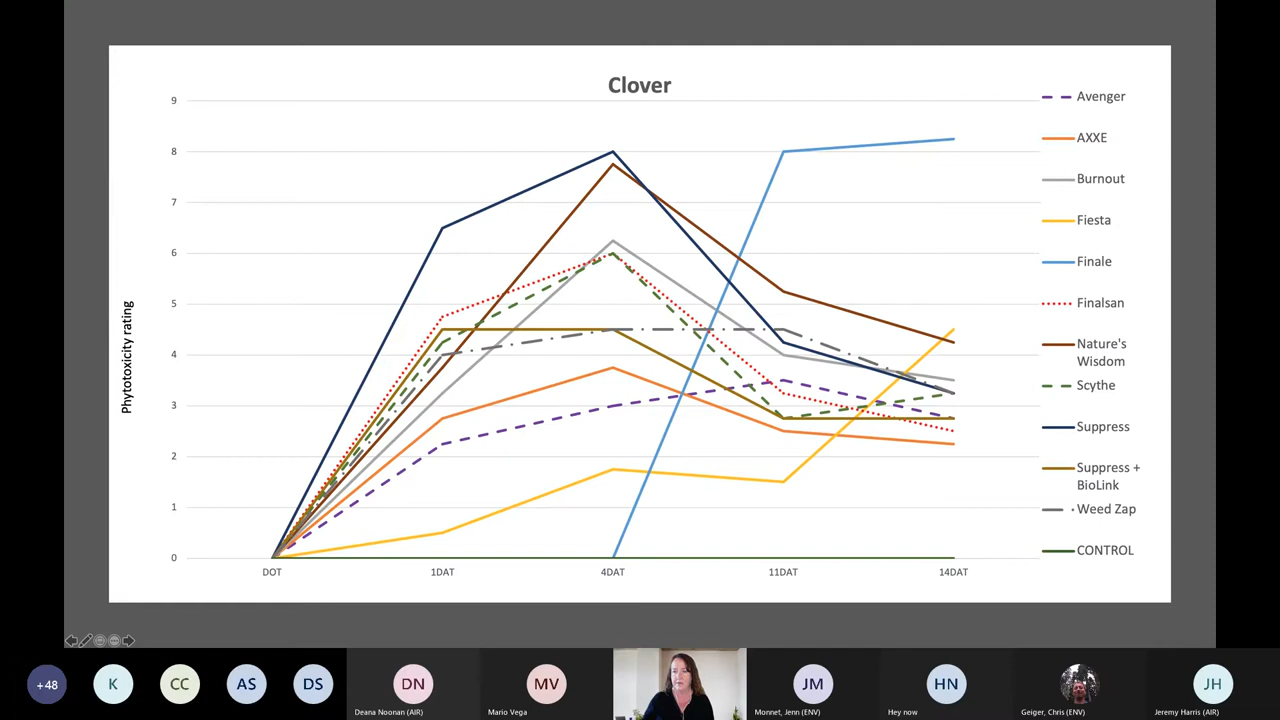 Clover
Phytotoxicity rating
9
8
7
6
5
4
3
2
1
0
DOT
1DAT
4DAT
11DAT
14DAT
Avenger
AXXE
Burnout
Fiesta
Finale
Finalsan
Nature's
Wisdom
Scythe
Suppress
Suppress +
BioLink
Weed Zap
CONTROL
+48
K
CC
AS
DS
DN
Deana Noonan (AIR)
MV
Mario Vega
JM
Monnet, Jenn (ENV)
HN
Hey now
Geiger, Chris (ENV)
JH
Jeremy Harris (AIR)